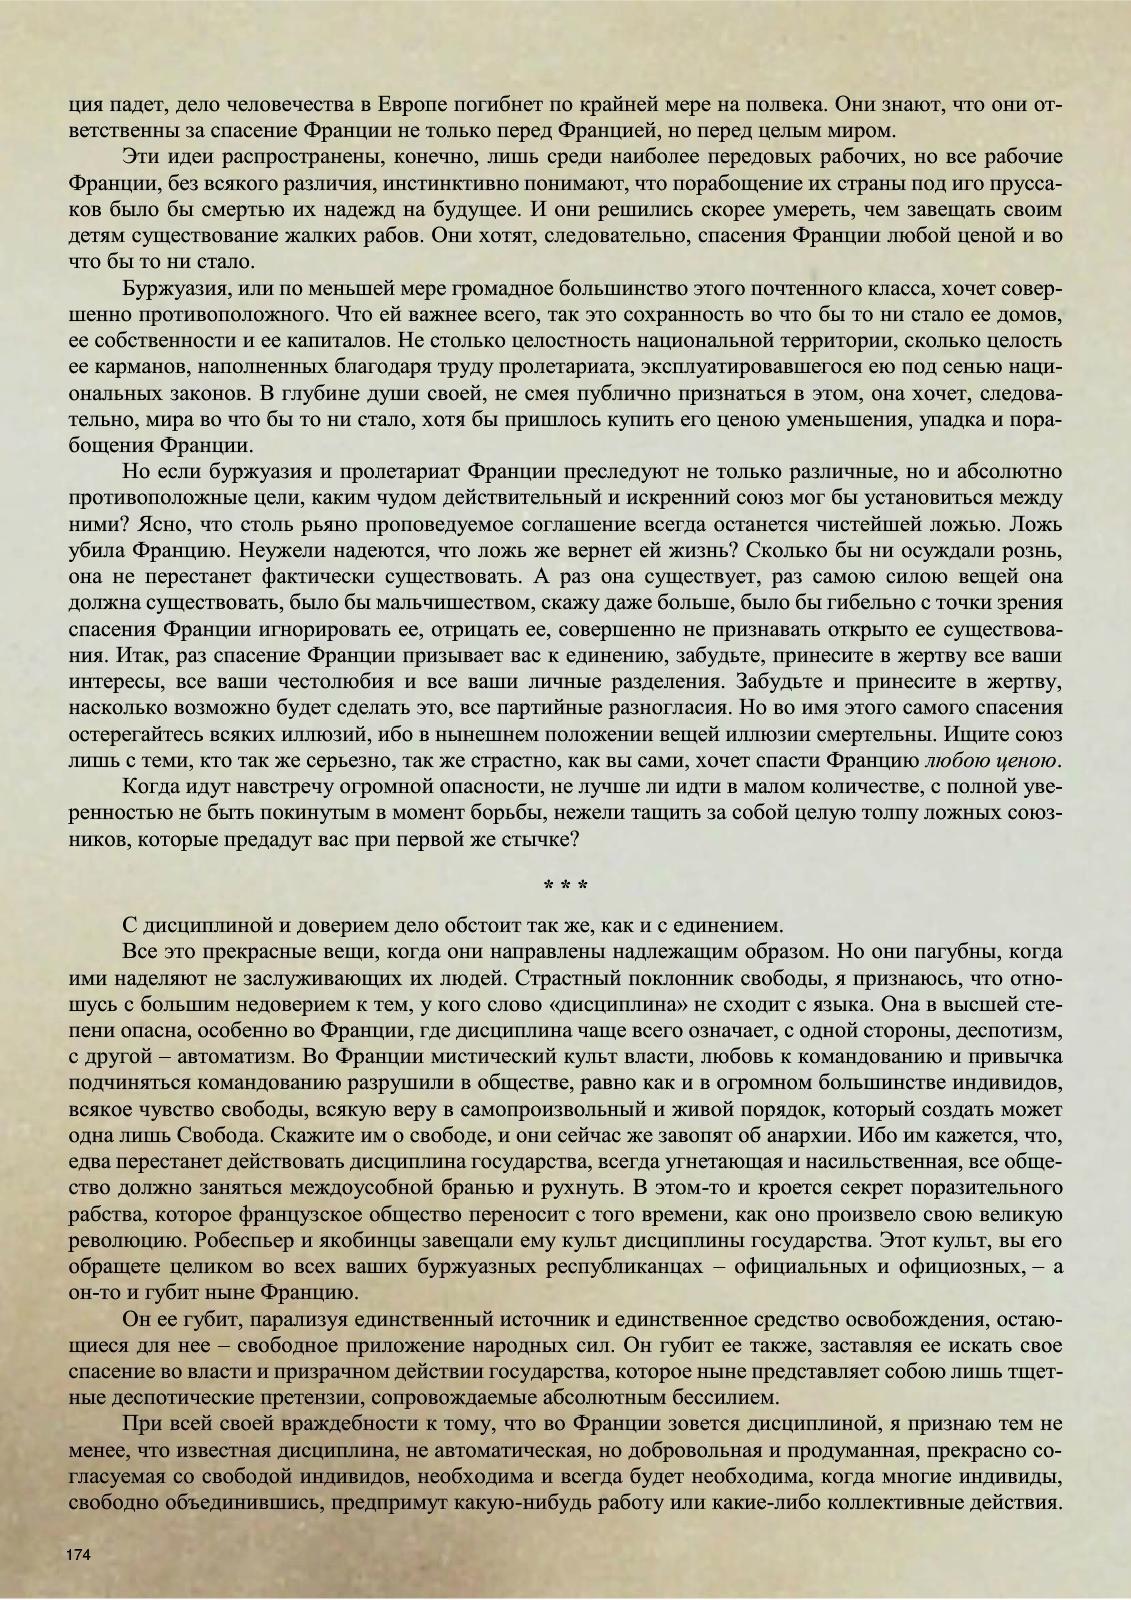 ция падет, дело человечества в Европе погибнет по крайней мере на полвека. Они знают, что они от-
ветственны за спасение Франции не только перед Францией, но перед целым миром.
Эти идеи распространены, конечно, лишь среди наиболее передовых рабочих, но все рабочие
Франции, без всякого различия, инстинктивно понимают, что порабощение их страны под иго прусса-
ков было бы смертью их надежд на будущее. И они решились скорее умереть, чем завещать своим
детям существование жалких рабов. Они хотят, следовательно, спасения Франции любой ценой и во
что бы то ни стало.
Буржуазия, или по меньшей мере громадное большинство этого почтенного класса, хочет совер-
шенно противоположного. Что ей важнее всего, так это сохранность во что бы то ни стало ее домов,
ее собственности и ее капиталов. Не столько целостность национальной территории, сколько целость
ее карманов, наполненных благодаря труду пролетариата, эксплуатировавшегося ею под сенью наци-
ональных законов. В глубине души своей, не смея публично признаться в этом, она хочет, следова-
тельно, мира во что бы то ни стало, хотя бы пришлось купить его ценою уменьшения, упадка и пора-
бощения Франции.
Но если буржуазия и пролетариат Франции преследуют не только различные, но и абсолютно
противоположные цели, каким чудом действительный и искренний союз мог бы установиться между
ними? Ясно, что столь рьяно проповедуемое соглашение всегда останется чистейшей ложью. Ложь
убила Францию. Неужели надеются, что ложь же вернет ей жизнь? Сколько бы ни осуждали рознь,
она не перестанет фактически существовать. А раз она существует, раз самою силою вещей она
должна существовать, было бы мальчишеством, скажу даже больше, было бы гибельно с точки зрения
спасения Франции игнорировать ее, отрицать ее, совершенно не признавать открыто ее существова-
ния. Итак, раз спасение Франции призывает вас к единению, забудьте, принесите в жертву все ваши
интересы, все ваши честолюбия и все ваши личные разделения. Забудьте и принесите в жертву,
насколько возможно будет сделать это, все партийные разногласия. Но во имя этого самого спасения
остерегайтесь всяких иллюзий, ибо в нынешнем положении вещей иллюзии смертельны. Ищите союз
лишь с теми, кто так же серьезно, так же страстно, как вы сами, хочет спасти Францию любою ценою.
Когда идут навстречу огромной опасности, не лучше ли идти в малом количестве, с полной уве-
ренностью не быть покинутым в момент борьбы, нежели тащить за собой целую толпу ложных союз-
ников, которые предадут вас при первой же стычке?
* * *
С дисциплиной и доверием дело обстоит так же, как и с единением.
Все это прекрасные вещи, когда они направлены надлежащим образом. Но они пагубны, когда
ими наделяют не заслуживающих их людей. Страстный поклонник свободы, я признаюсь, что отно-
шусь с большим недоверием к тем, у кого слово «дисциплина» не сходит с языка. Она в высшей сте-
пени опасна, особенно во Франции, где дисциплина чаще всего означает, с одной стороны, деспотизм,
с другой – автоматизм. Во Франции мистический культ власти, любовь к командованию и привычка
подчиняться командованию разрушили в обществе, равно как и в огромном большинстве индивидов,
всякое чувство свободы, всякую веру в самопроизвольный и живой порядок, который создать может
одна лишь Свобода. Скажите им о свободе, и они сейчас же завопят об анархии. Ибо им кажется, что,
едва перестанет действовать дисциплина государства, всегда угнетающая и насильственная, все обще-
ство должно заняться междоусобной бранью и рухнуть. В этом-то и кроется секрет поразительного
рабства, которое французское общество переносит с того времени, как оно произвело свою великую
революцию. Робеспьер и якобинцы завещали ему культ дисциплины государства. Этот культ, вы его
обращете целиком во всех ваших буржуазных республиканцах – официальных и официозных, – а
он-то и губит ныне Францию.
Он ее губит, парализуя единственный источник и единственное средство освобождения, остаю-
щиеся для нее – свободное приложение народных сил. Он губит ее также, заставляя ее искать свое
спасение во власти и призрачном действии государства, которое ныне представляет собою лишь тщет-
ные деспотические претензии, сопровождаемые абсолютным бессилием.
При всей своей враждебности к тому, что во Франции зовется дисциплиной, я признаю тем не
менее, что известная дисциплина, не автоматическая, но добровольная и продуманная, прекрасно со-
гласуемая со свободой индивидов, необходима и всегда будет необходима, когда многие индивиды,
свободно объединившись, предпримут какую-нибудь работу или какие-либо коллективные действия.
174